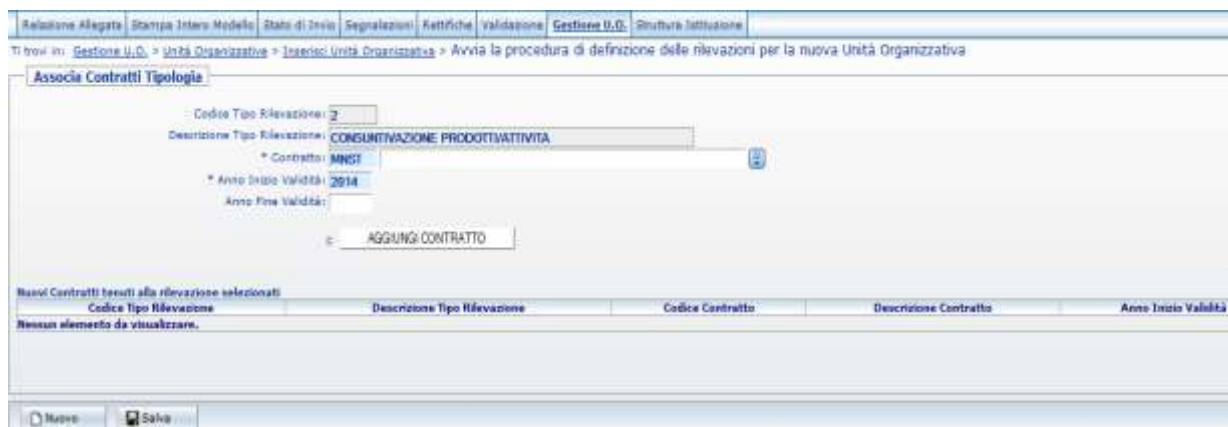 Relazione Allegata Stampa Intero Modello Stato di Invio Segnalazioni Rettifiche Validazione Gestione U.O. Struttura Istituzione
Ti trovi in: Gestione U.O. > Unità Organizzative > Inserisci Unità Organizzativa > Avvia la procedura di definizione delle rilevazioni per la nuova Unità Organizzativa
Associa Contratti Tipologia
Codice Tipo Rilevazione: 2
Descrizione Tipo Rilevazione: CONSUNTIVAZIONE PRODOTTI/ATTIVITA
* Contratto: MNST
* Anno Inizio Validità: 2014
Anno Fine Validità:
AGGIUNGI CONTRATTO
Nuovi Contratti tenuti alla rilevazione selezionati
Codice Tipo Rilevazione Descrizione Tipo Rilevazione Codice Contratto Descrizione Contratto Anno Inizio Validità
Nessun elemento da visualizzare.
Nuovo Salva